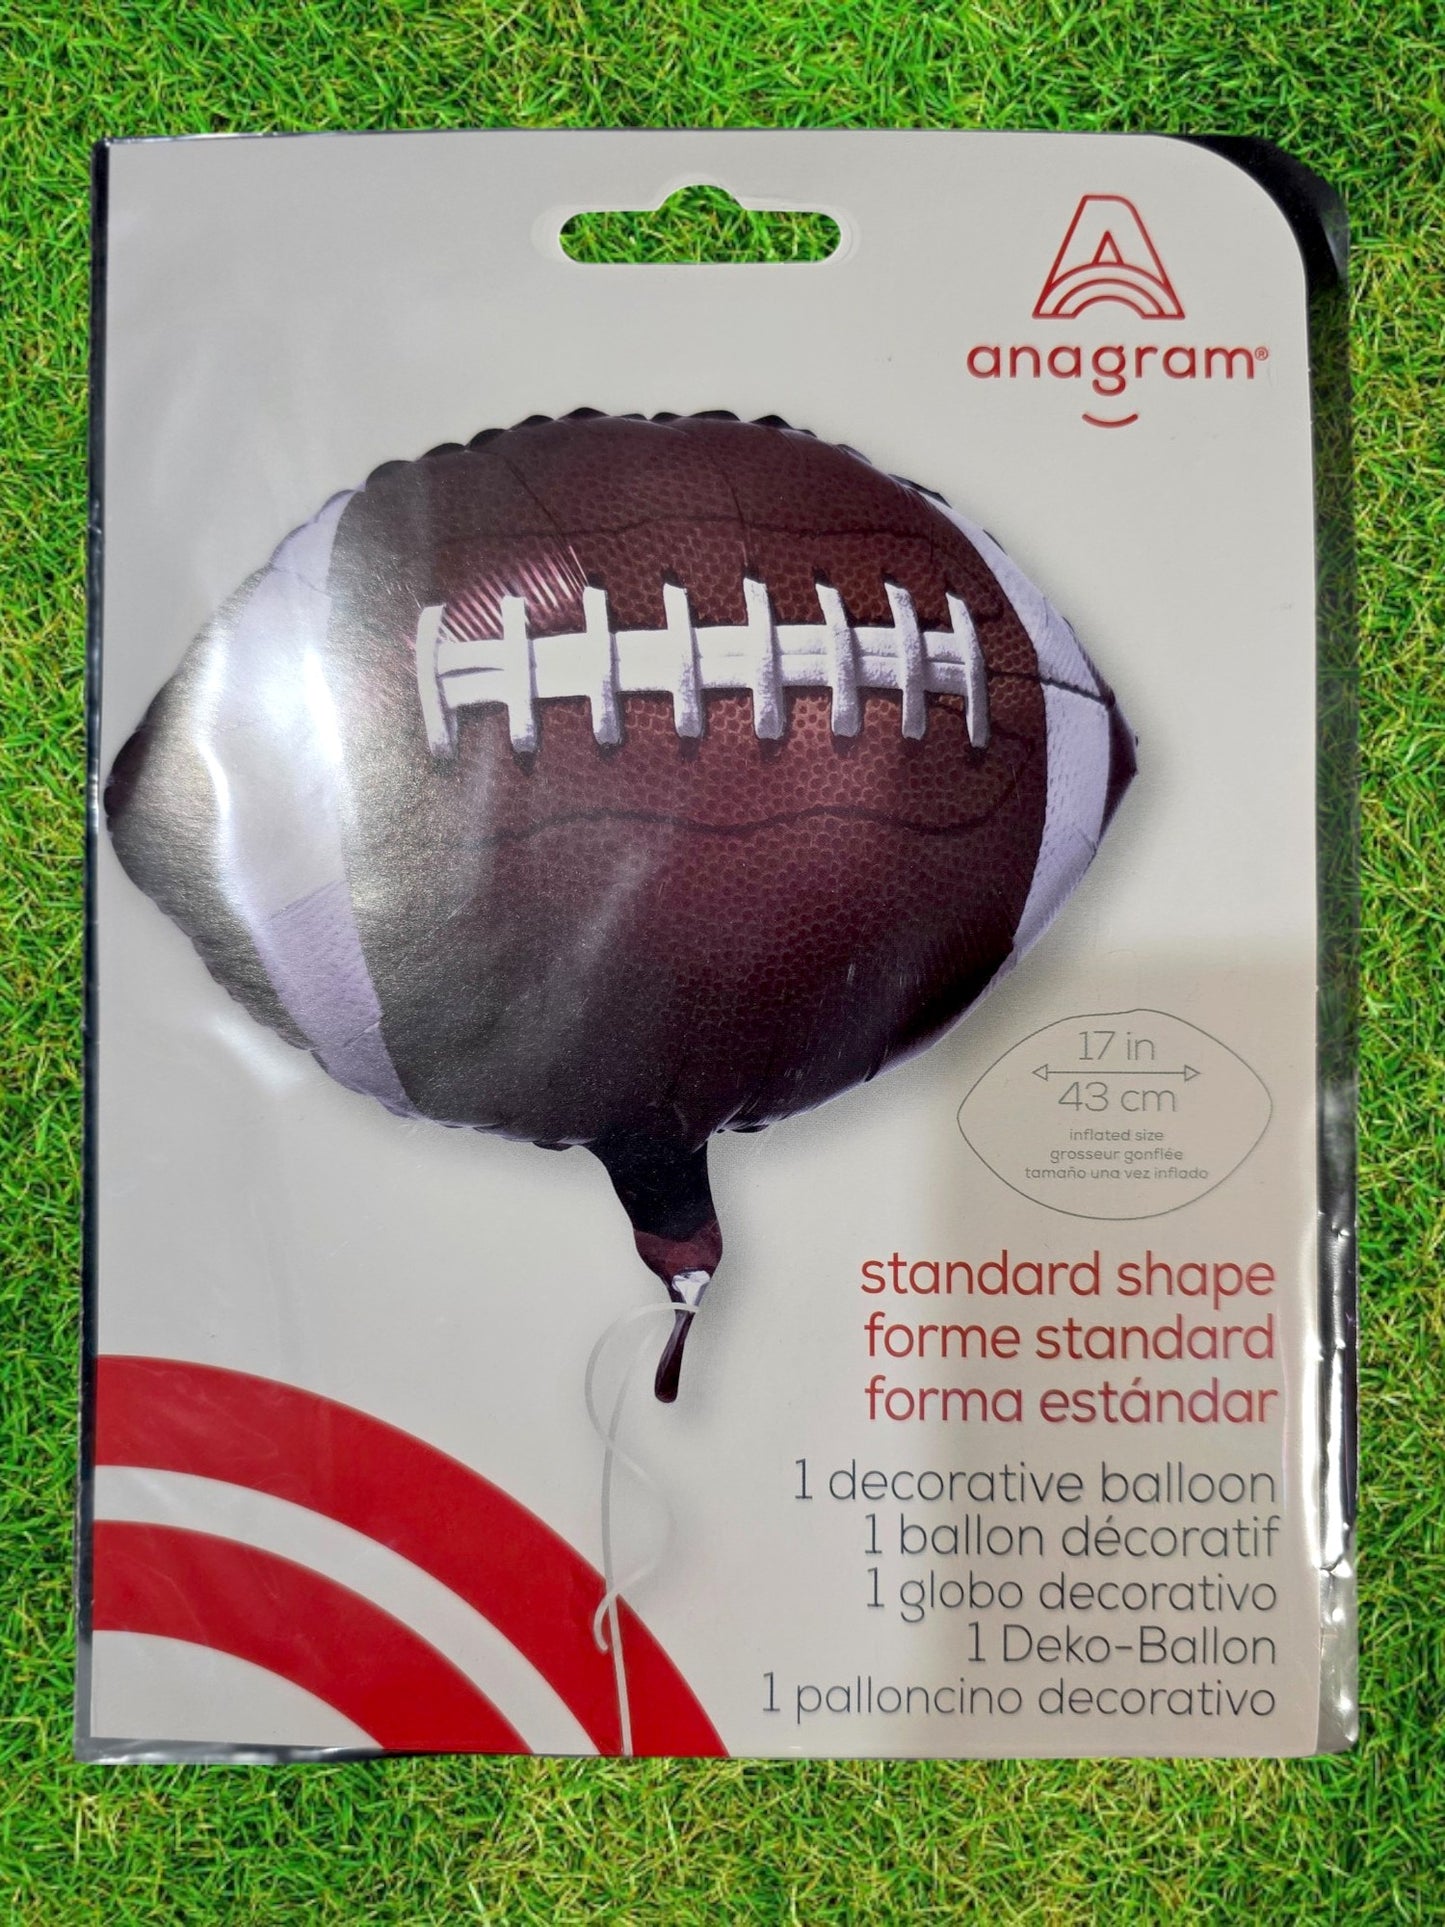 anagram®
17 in
43 cm
inflated size
grosseur gonflée
tamaño una vez inflado
standard shape
forme standard
forma estándar
1 decorative balloon
1 ballon décoratif
1 globo decorativo
1 Deko-Ballon
1 palloncino decorativo